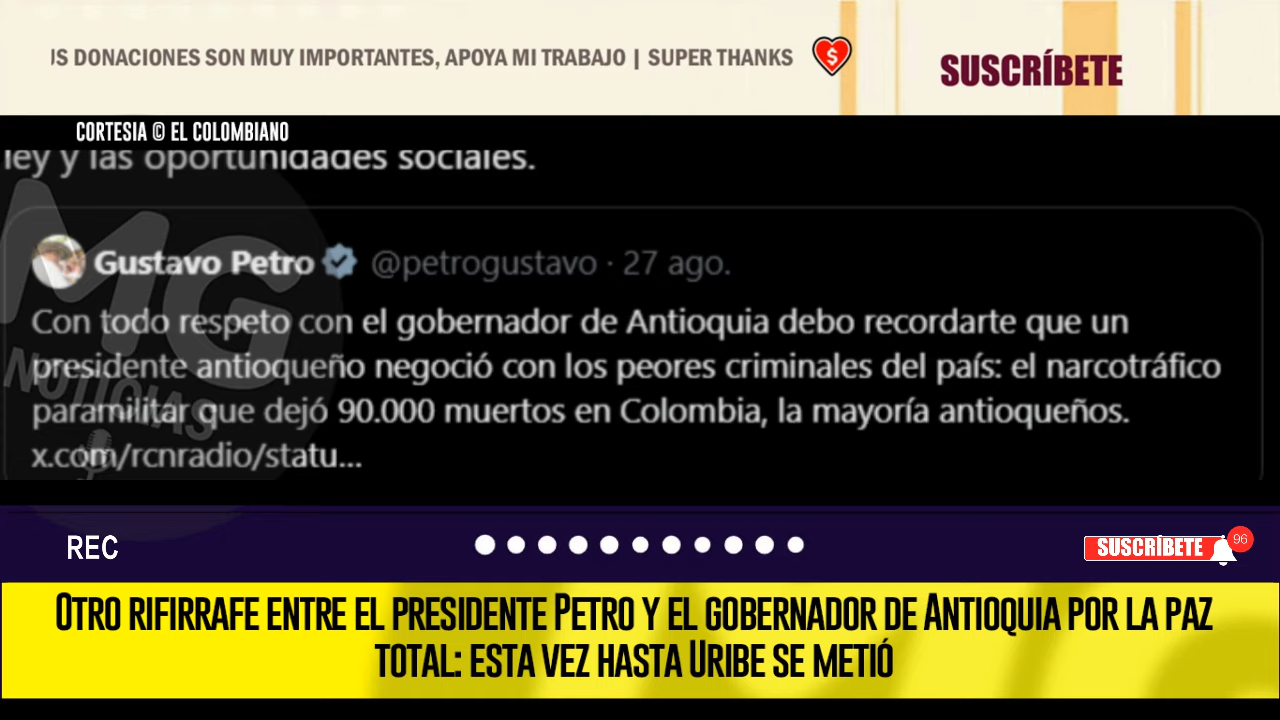 US DONACIONES SON MUY IMPORTANTES, APOYA MI TRABAJO | SUPER THANKS
$
SUSCRÍBETE
CORTESIA © EL COLOMBIANO
ley y las oportunidades sociales.
Gustavo Petro @petrogustavo · 27 ago.
Con todo respeto con el gobernador de Antioquia debo recordarte que un
presidente antioqueño negoció con los peores criminales del país: el narcotráfico
paramilitar que dejó 90.000 muertos en Colombia, la mayoría antioqueños.
x.com/rcnradio/statu...
MG
NOTICIAS
REC
SUSCRÍBETE 96
OTRO RIFIRRAFE ENTRE EL PRESIDENTE PETRO Y EL GOBERNADOR DE ANTIOQUIA POR LA PAZ
TOTAL: ESTA VEZ HASTA URIBE SE METIÓ